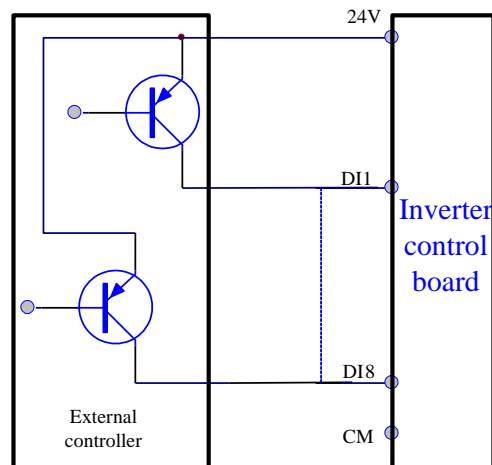 24V
DI1
Inverter
control
board
DI8
External
controller
CM